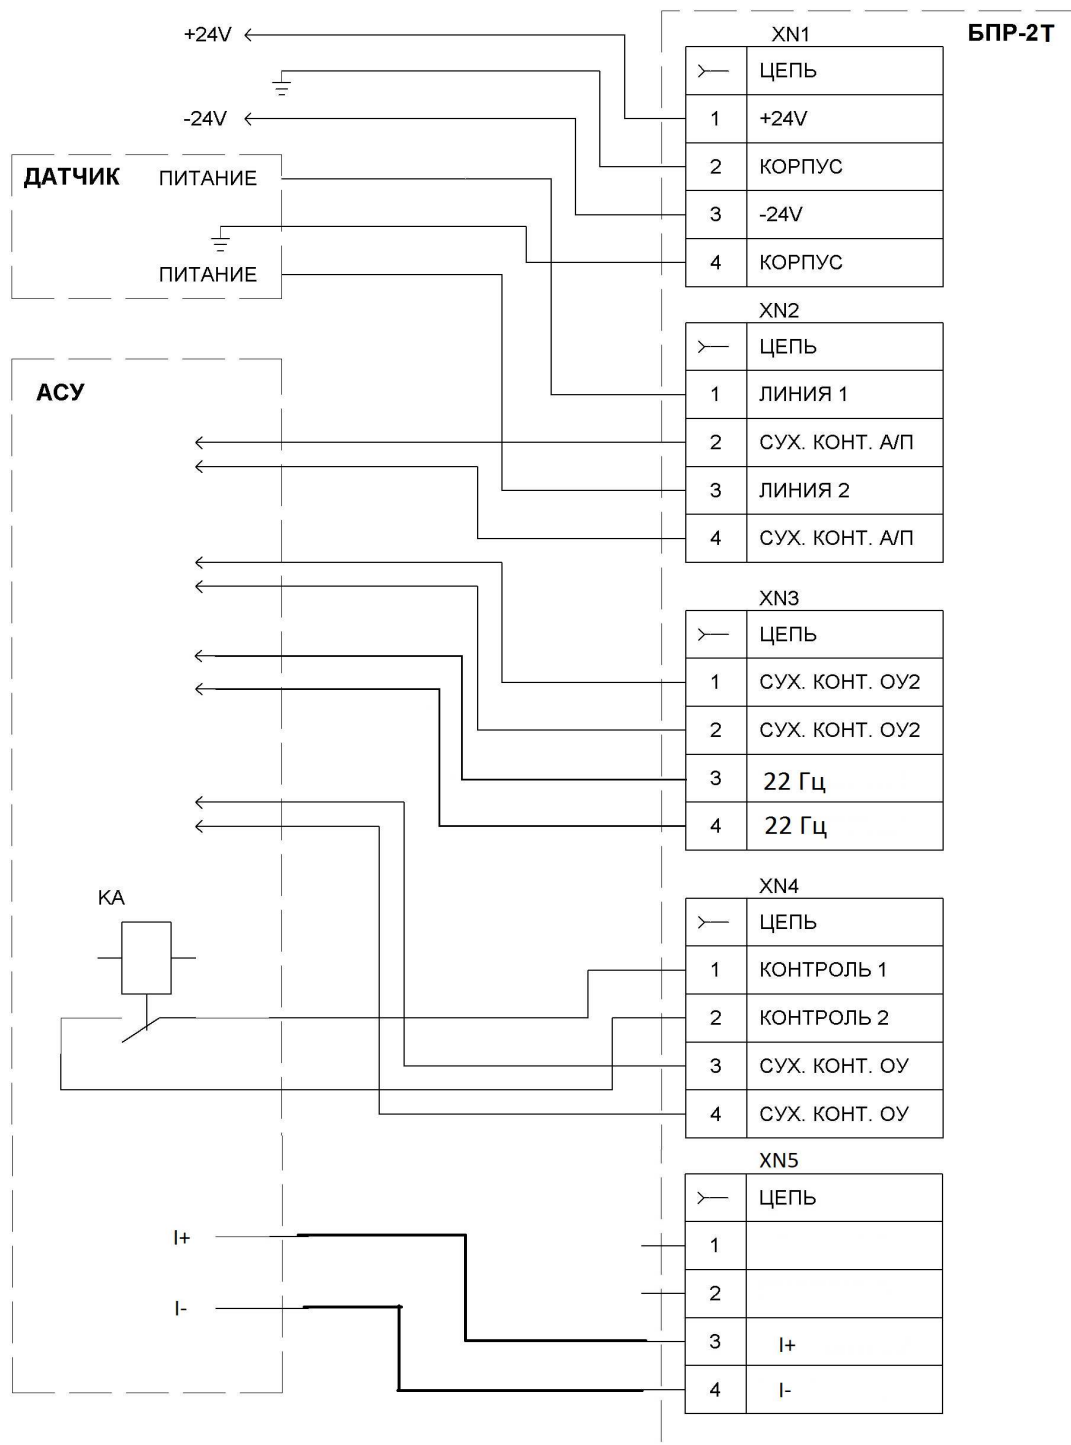 +24V
XN1
БПР-2Т
ЦЕПЬ
-24V
1 +24V
ДАТЧИК ПИТАНИЕ
2 КОРПУС
3 -24V
ПИТАНИЕ
4 КОРПУС
XN2
ЦЕПЬ
АСУ
1 ЛИНИЯ 1
2 СУХ. КОНТ. А/П
3 ЛИНИЯ 2
4 СУХ. КОНТ. А/П
XN3
ЦЕПЬ
1 СУХ. КОНТ. ОУ2
2 СУХ. КОНТ. ОУ2
3 22 Гц
4 22 Гц
KA
XN4
ЦЕПЬ
1 КОНТРОЛЬ 1
2 КОНТРОЛЬ 2
3 СУХ. КОНТ. ОУ
4 СУХ. КОНТ. ОУ
XN5
ЦЕПЬ
I+
1
2
I-
3 I+
4 I-